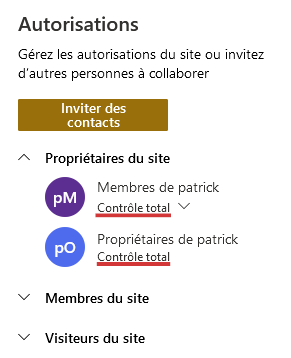 Autorisations
Gérez les autorisations du site ou invitez
d'autres personnes à collaborer
Inviter des
contacts
Propriétaires du site
pM
Membres de patrick
Contrôle total
pO
Propriétaires de patrick
Contrôle total
Membres du site
Visiteurs du site